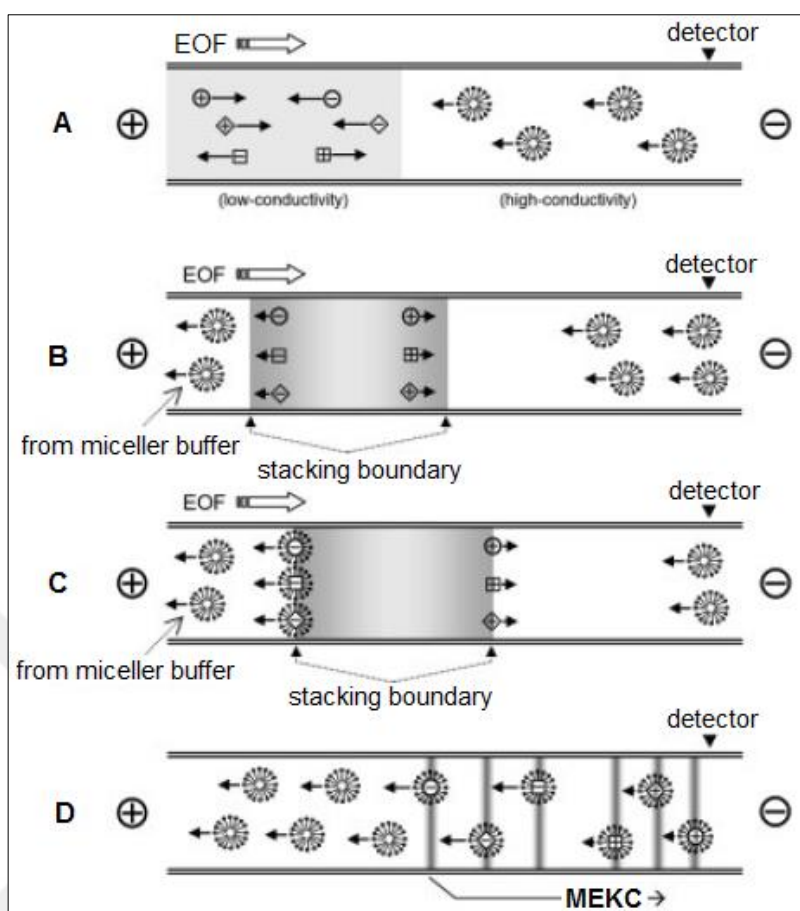 EOF
detector
A
(low-conductivity)
(high-conductivity)
EOF
detector
B
from miceller buffer
stacking boundary
EOF
detector
C
from miceller buffer
stacking boundary
detector
D
MEKC →